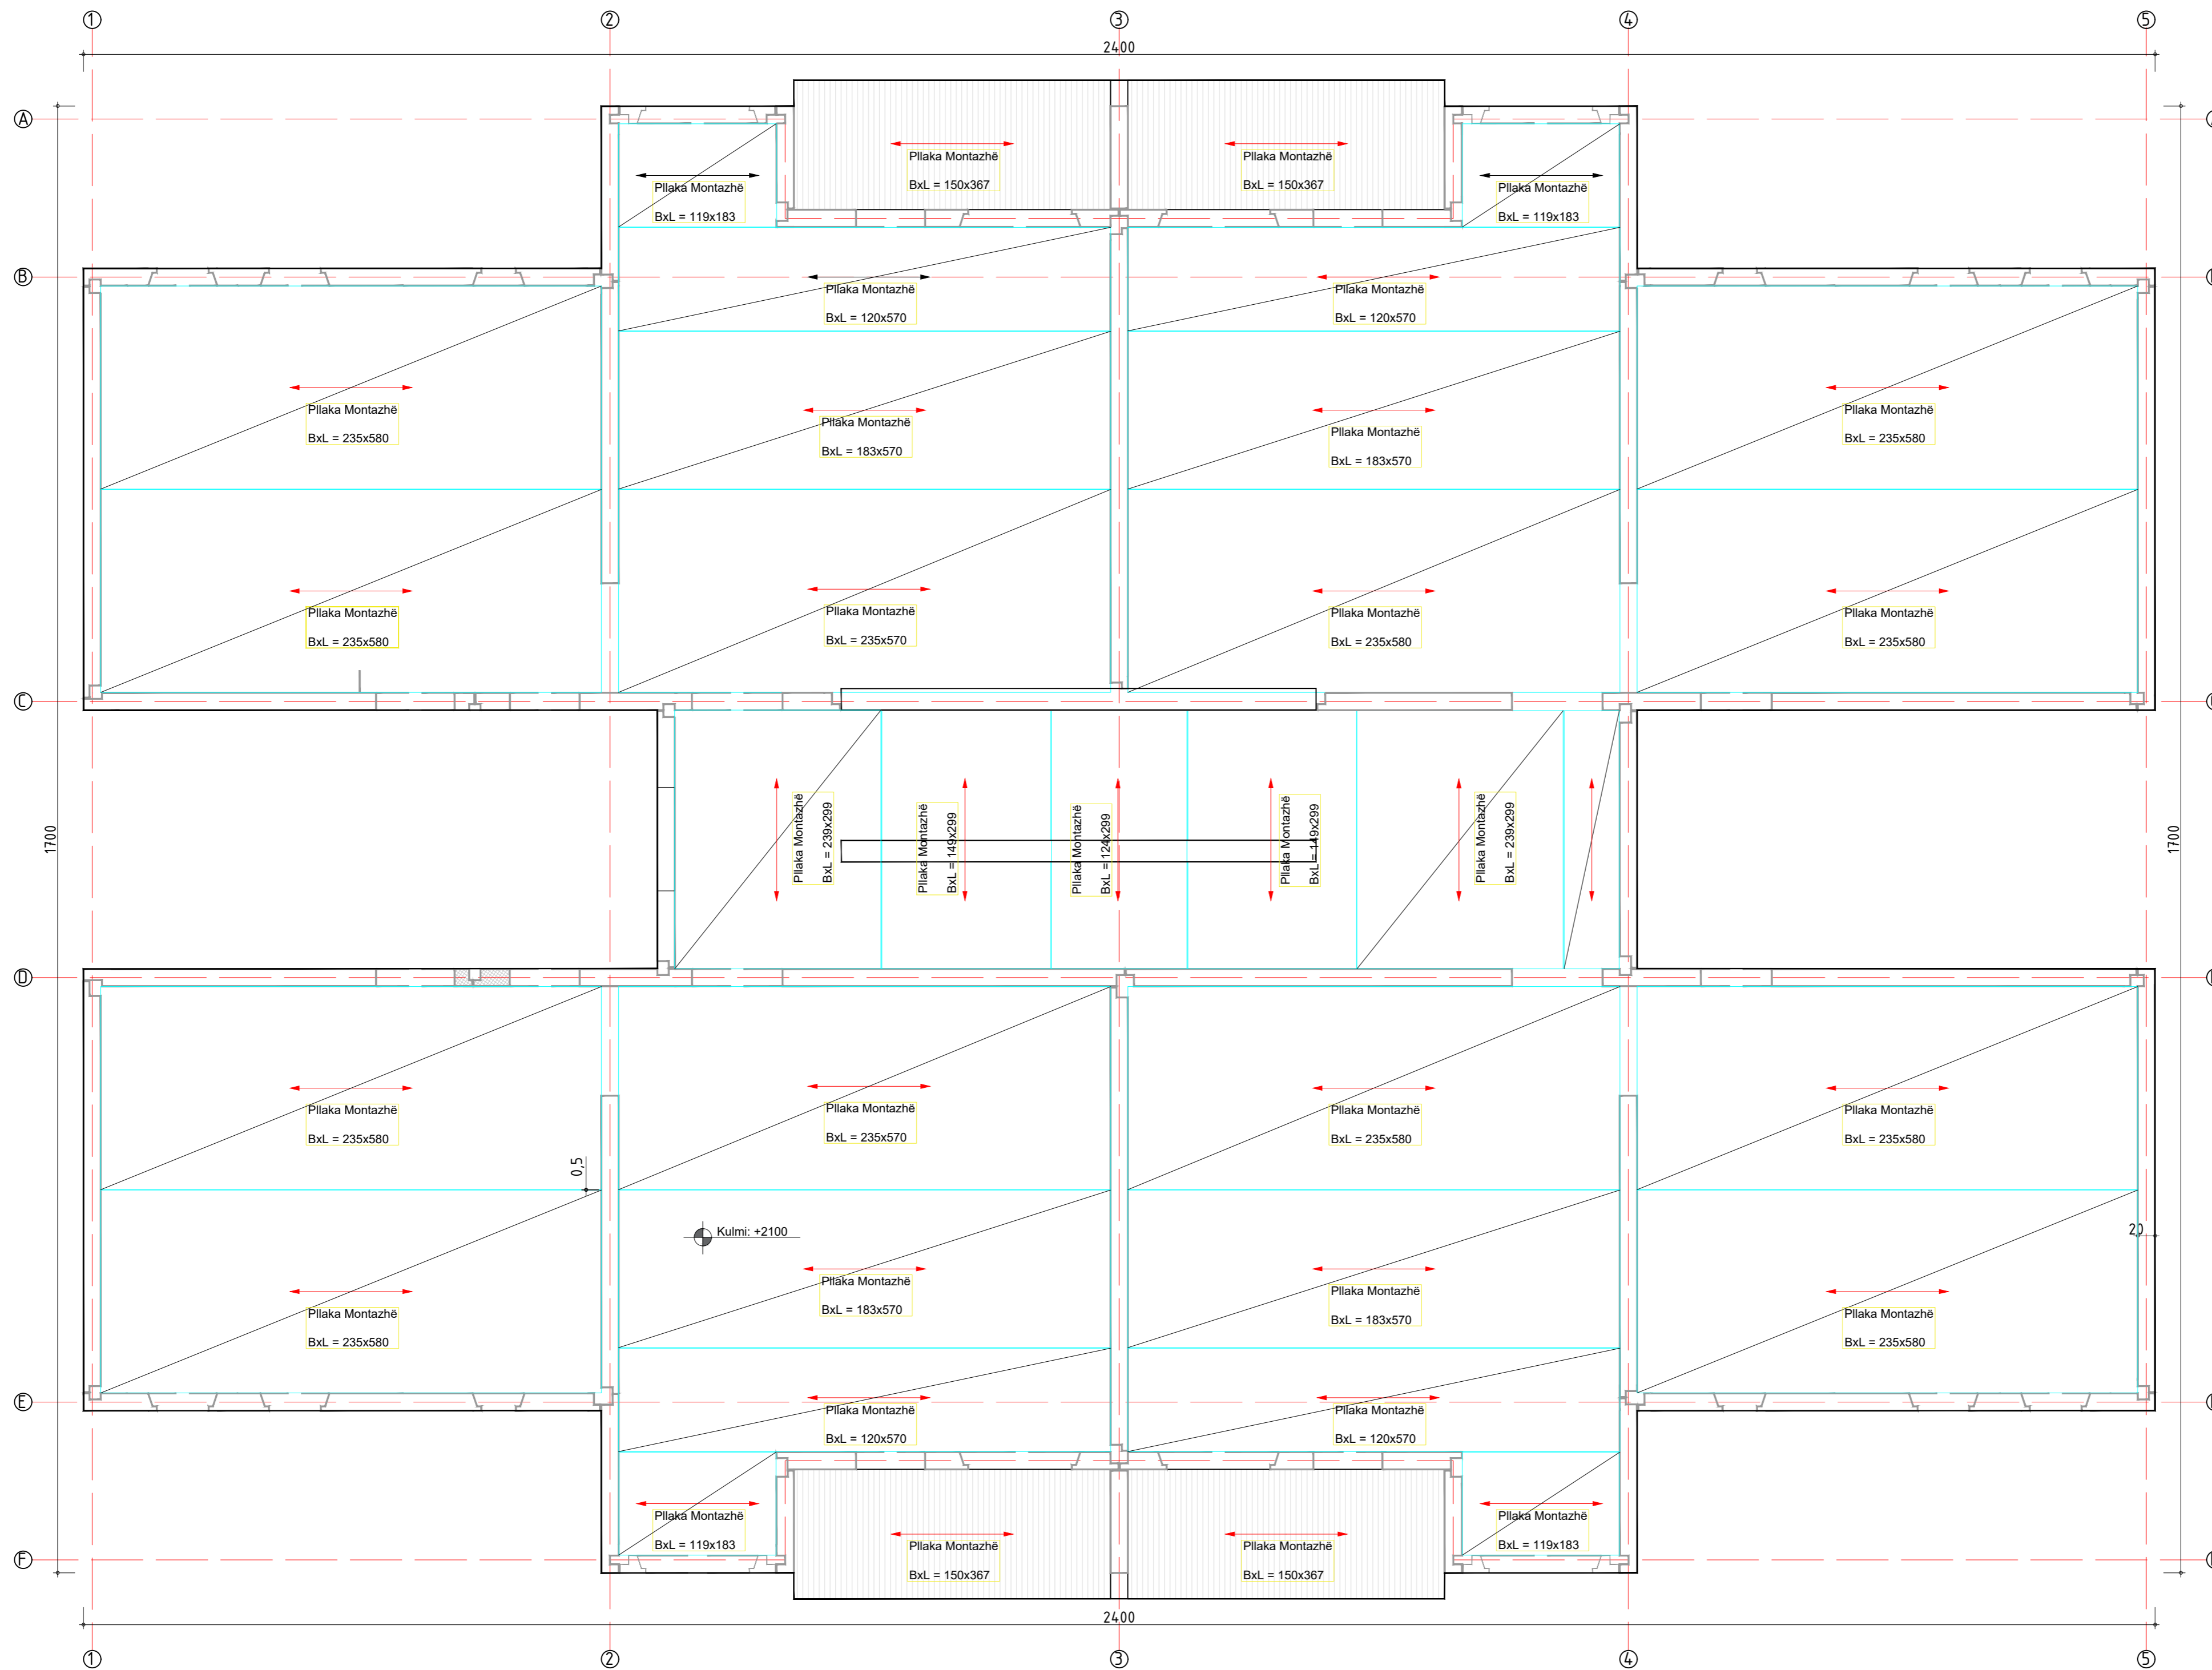 1 2 3 4 5
2400
A
Pllaka Montazhë
BxL = 150x367
Pllaka Montazhë
BxL = 150x367
Pllaka Montazhë
BxL = 119x183
Pllaka Montazhë
BxL = 119x183
B
Pllaka Montazhë
BxL = 120x570
Pllaka Montazhë
BxL = 120x570
Pllaka Montazhë
BxL = 235x580
Pllaka Montazhë
BxL = 183x570
Pllaka Montazhë
BxL = 183x570
Pllaka Montazhë
BxL = 235x580
Pllaka Montazhë
BxL = 235x580
Pllaka Montazhë
BxL = 235x570
Pllaka Montazhë
BxL = 235x580
Pllaka Montazhë
BxL = 235x580
C
1700
Pllaka Montazhë
BxL = 239x299
Pllaka Montazhë
BxL = 149x299
Pllaka Montazhë
BxL = 124x299
Pllaka Montazhë
BxL = 149x299
Pllaka Montazhë
BxL = 239x299
1700
D
Pllaka Montazhë
BxL = 235x580
Pllaka Montazhë
BxL = 235x570
Pllaka Montazhë
BxL = 235x580
Pllaka Montazhë
BxL = 235x580
0,5
Kulmi: +2100
20
Pllaka Montazhë
BxL = 235x580
Pllaka Montazhë
BxL = 183x570
Pllaka Montazhë
BxL = 183x570
Pllaka Montazhë
BxL = 235x580
E
Pllaka Montazhë
BxL = 120x570
Pllaka Montazhë
BxL = 120x570
Pllaka Montazhë
BxL = 119x183
Pllaka Montazhë
BxL = 119x183
F
Pllaka Montazhë
BxL = 150x367
Pllaka Montazhë
BxL = 150x367
2400
1 2 3 4 5